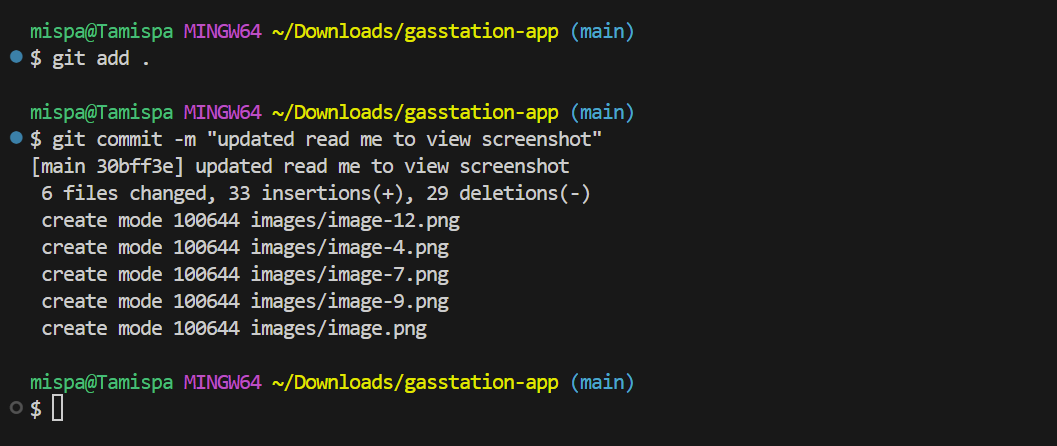 mispa@Tamispa MINGW64 ~/Downloads/gasstation-app (main)
$ git add .
mispa@Tamispa MINGW64 ~/Downloads/gasstation-app (main)
$ git commit -m "updated read me to view screenshot"
[main 30bff3e] updated read me to view screenshot
 6 files changed, 33 insertions(+), 29 deletions(-)
 create mode 100644 images/image-12.png
 create mode 100644 images/image-4.png
 create mode 100644 images/image-7.png
 create mode 100644 images/image-9.png
 create mode 100644 images/image.png
mispa@Tamispa MINGW64 ~/Downloads/gasstation-app (main)
$